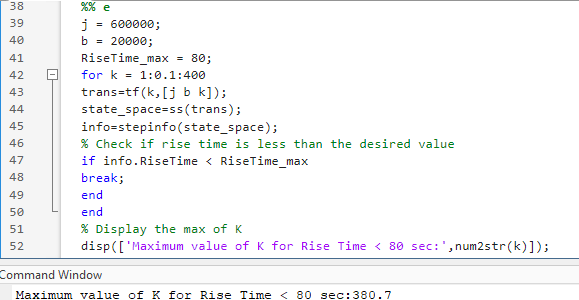 38 %% e
39 j = 600000;
40 b = 20000;
41 RiseTime_max = 80;
42 for k = 1:0.1:400
43 trans=tf(k,[j b k]);
44 state_space=ss(trans);
45 info=stepinfo(state_space);
46 % Check if rise time is less than the desired value
47 if info.RiseTime < RiseTime_max
48 break;
49 end
50 end
51 % Display the max of K
52 disp(['Maximum value of K for Rise Time < 80 sec:',num2str(k)]);
Command Window
Maximum value of K for Rise Time < 80 sec:380.7